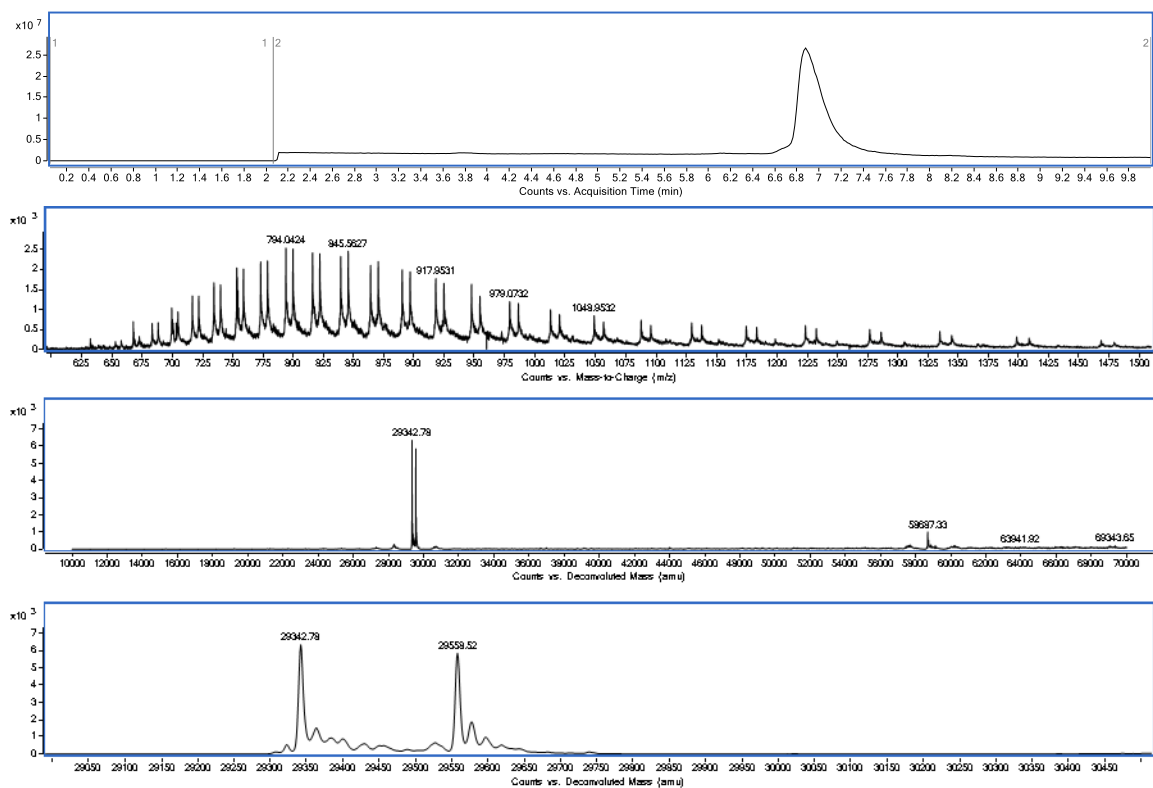 x10 7
1 1 2 2
2.5
2
1.5
1
0.5
0
0.2 0.4 0.6 0.8 1 1.2 1.4 1.6 1.8 2 2.2 2.4 2.6 2.8 3 3.2 3.4 3.6 3.8 4 4.2 4.4 4.6 4.8 5 5.2 5.4 5.6 5.8 6 6.2 6.4 6.6 6.8 7 7.2 7.4 7.6 7.8 8 8.2 8.4 8.6 8.8 9 9.2 9.4 9.6 9.8
Counts vs. Acquisition Time (min)
x10 3
794.0424 845.5627
917.9531
979.0732
1048.9532
2.5
2
1.5
1
0.5
0
625 650 675 700 725 750 775 800 825 850 875 900 925 950 975 1000 1025 1050 1075 1100 1125 1150 1175 1200 1225 1250 1275 1300 1325 1350 1375 1400 1425 1450 1475 1500
Counts vs. Mass-to-Charge (m/z)
x10 3
29342.78
58687.33
63941.92 69343.65
7
6
5
4
3
2
1
0
10000 12000 14000 16000 18000 20000 22000 24000 26000 28000 30000 32000 34000 36000 38000 40000 42000 44000 46000 48000 50000 52000 54000 56000 58000 60000 62000 64000 66000 68000 70000
Counts vs. Deconvoluted Mass (amu)
x10 3
29342.78
29558.52
7
6
5
4
3
2
1
0
29050 29100 29150 29200 29250 29300 29350 29400 29450 29500 29550 29600 29650 29700 29750 29800 29850 29900 29950 30000 30050 30100 30150 30200 30250 30300 30350 30400 30450
Counts vs. Deconvoluted Mass (amu)